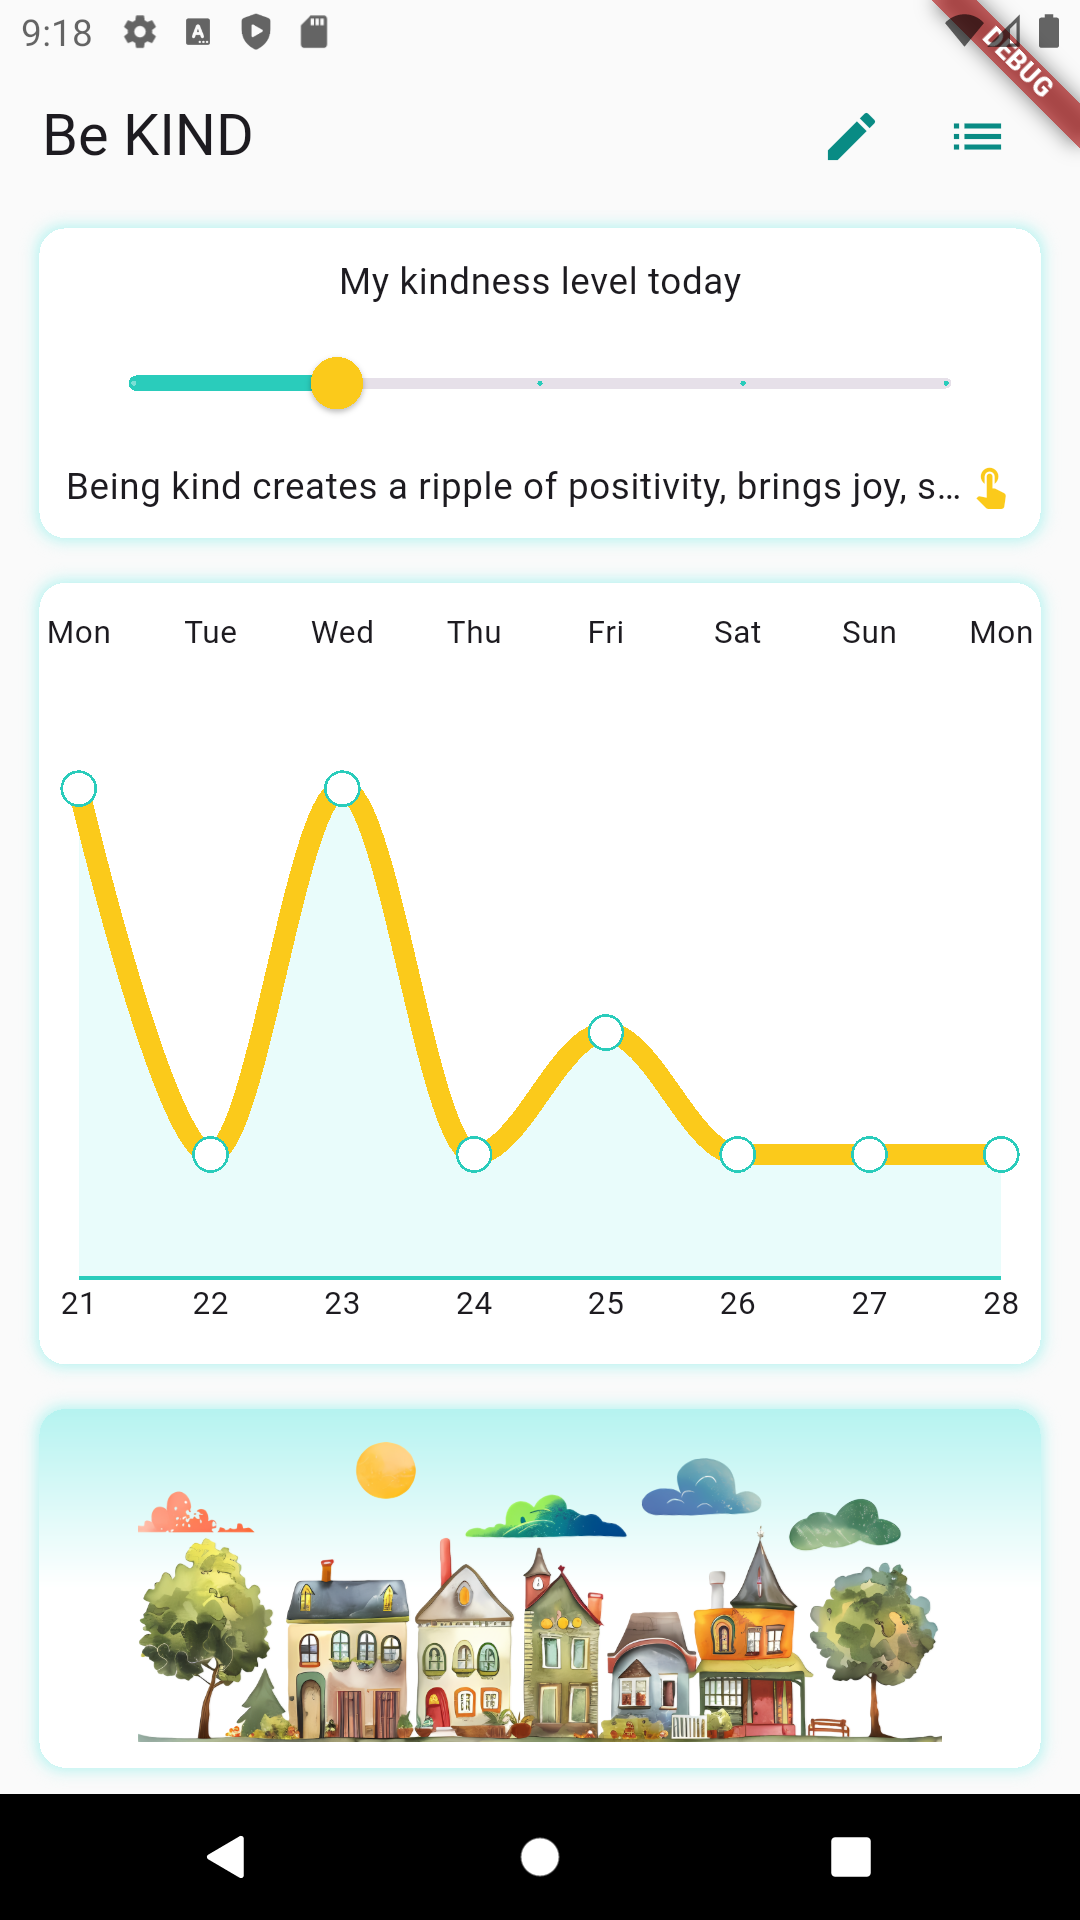 9:18
DEBUG
Be KIND
My kindness level today
Being kind creates a ripple of positivity, brings joy, s...
Mon Tue Wed Thu Fri Sat Sun Mon
21 22 23 24 25 26 27 28